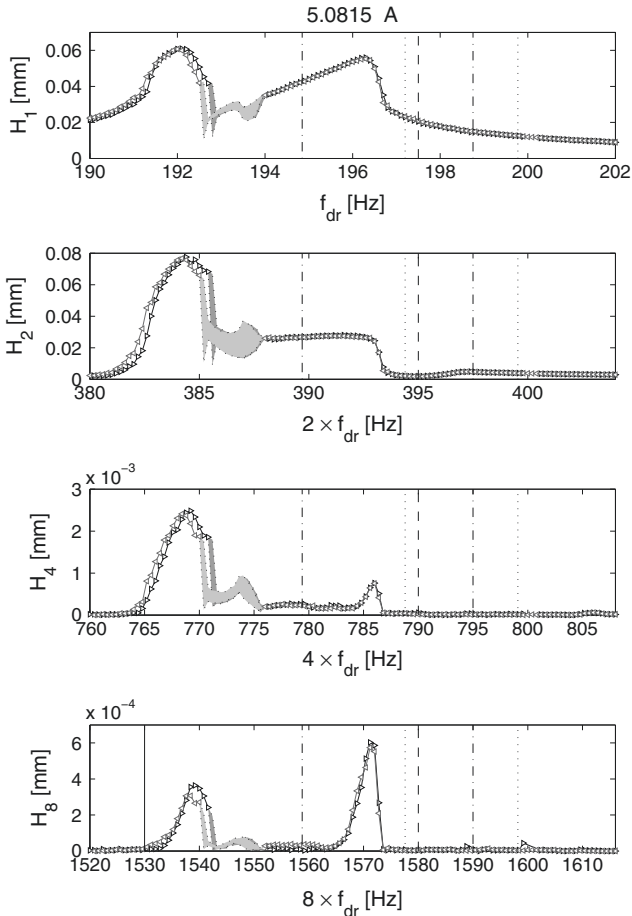 5.0815 A
H1 [mm]
0.06
0.04
0.02
0
190 192 194 196 198 200 202
fdr [Hz]
H2 [mm]
0.08
0.06
0.04
0.02
0
380 385 390 395 400
2 × fdr [Hz]
x 10-3
H4 [mm]
3
2
1
0
760 765 770 775 780 785 790 795 800 805
4 × fdr [Hz]
x 10-4
H8 [mm]
6
4
2
0
1520 1530 1540 1550 1560 1570 1580 1590 1600 1610
8 × fdr [Hz]